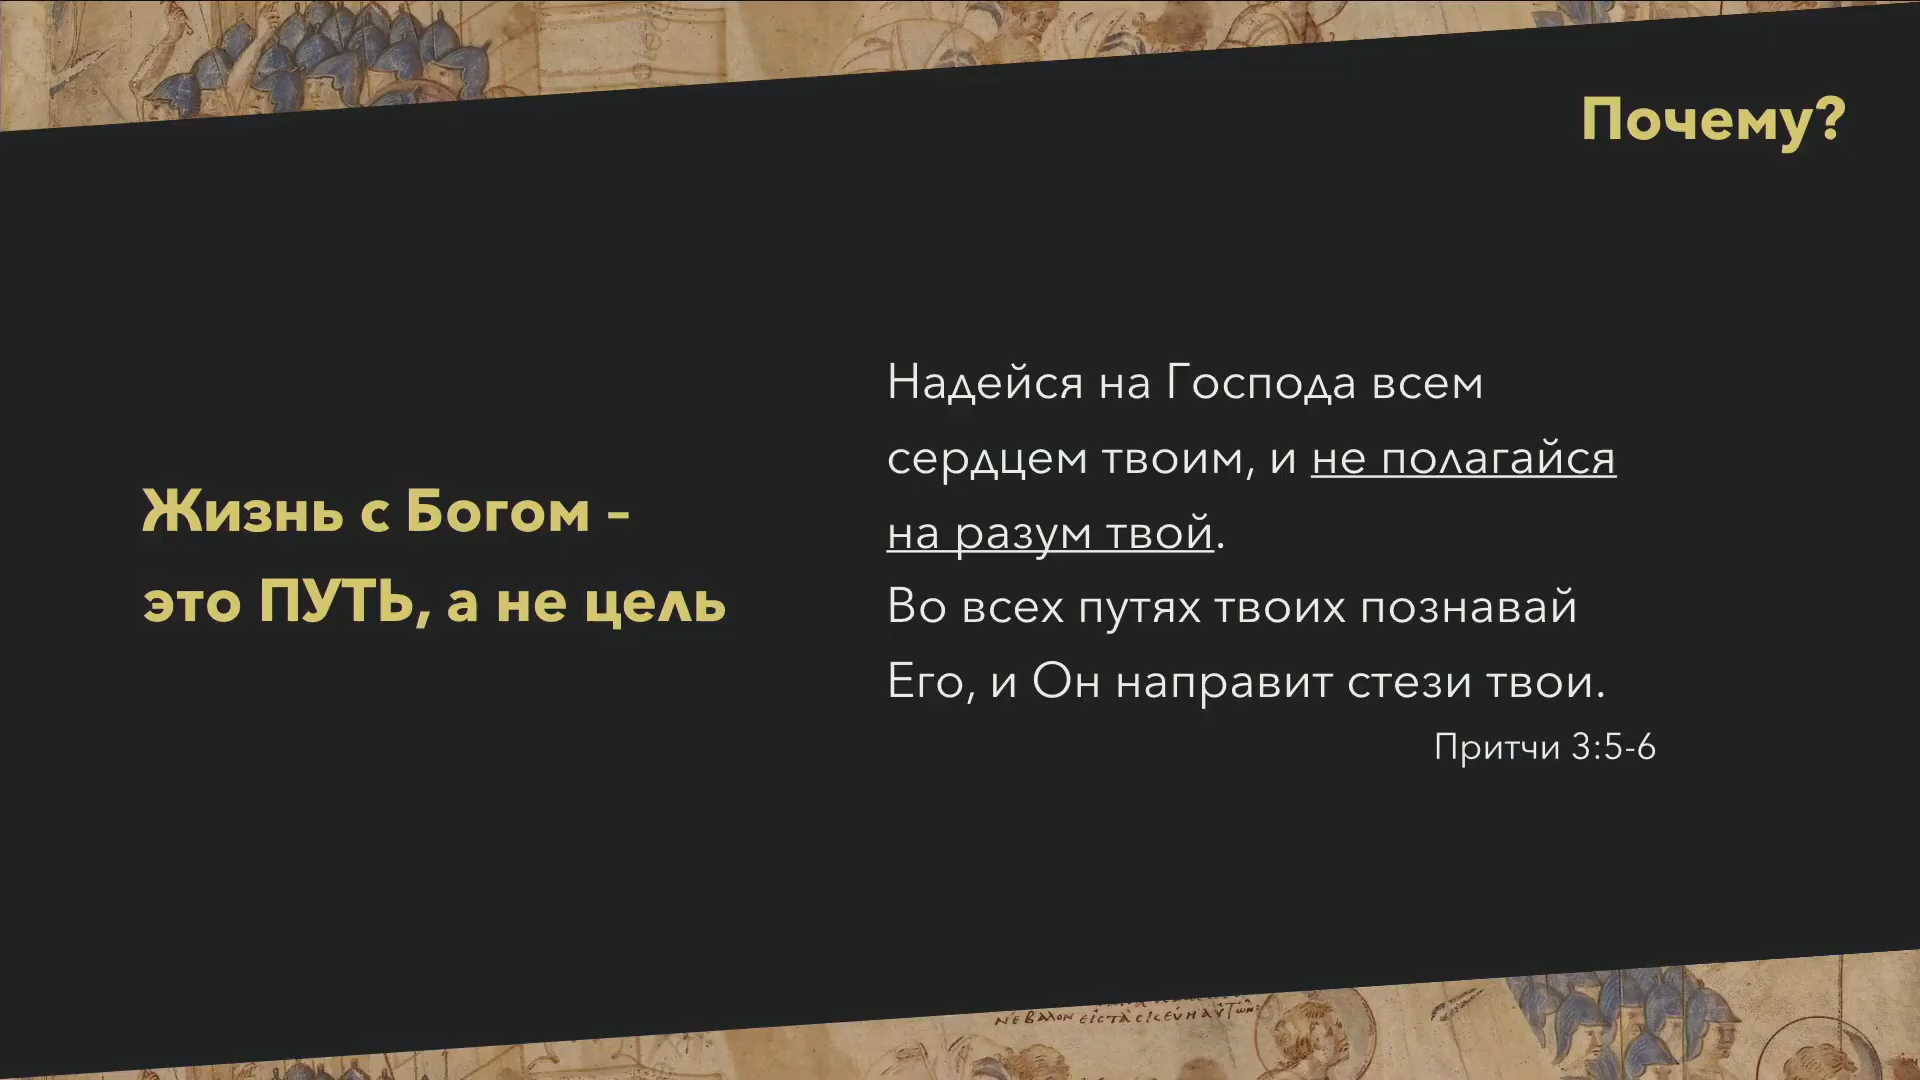 Почему?
Жизнь с Богом -
это ПУТЬ, а не цель
Надейся на Господа всем
сердцем твоим, и не полагайся
на разум твой.
Во всех путях твоих познавай
Его, и Он направит стези твои.
Притчи 3:5-6